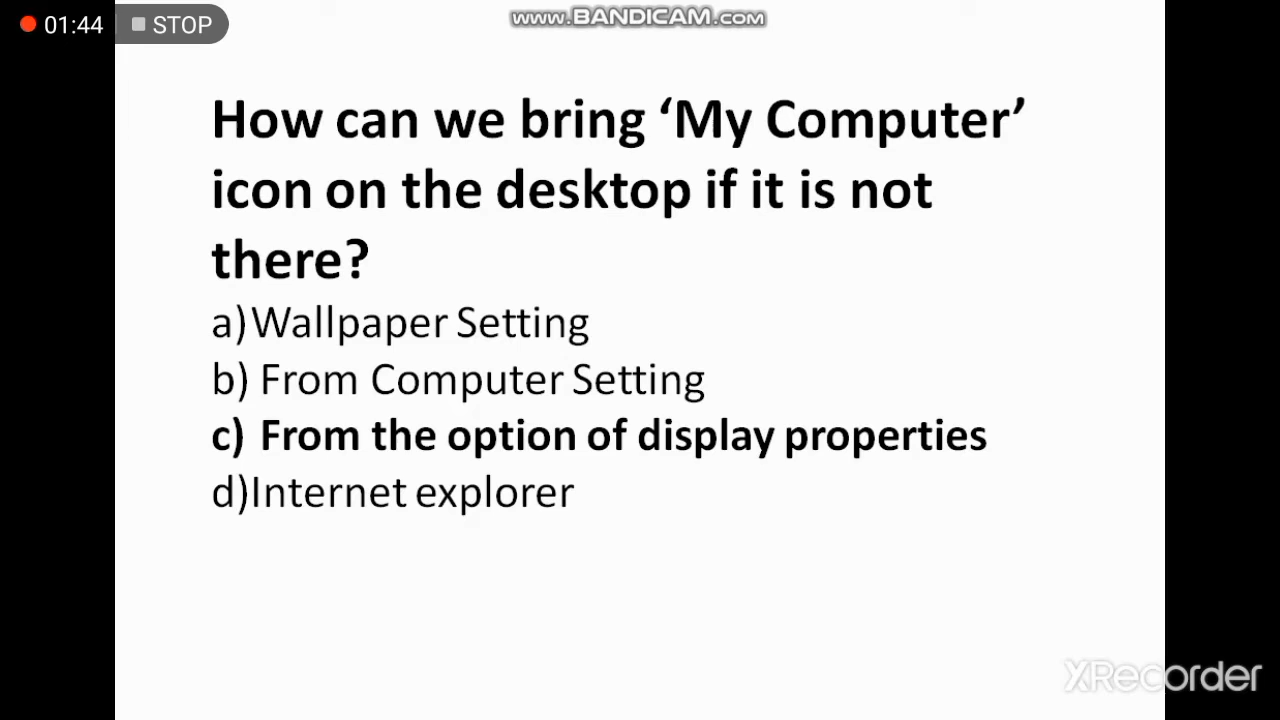 01:44 STOP
www.BANDICAM.com
How can we bring ‘My Computer’
icon on the desktop if it is not
there?
a)Wallpaper Setting
b) From Computer Setting
c) From the option of display properties
d)Internet explorer
XRecorder